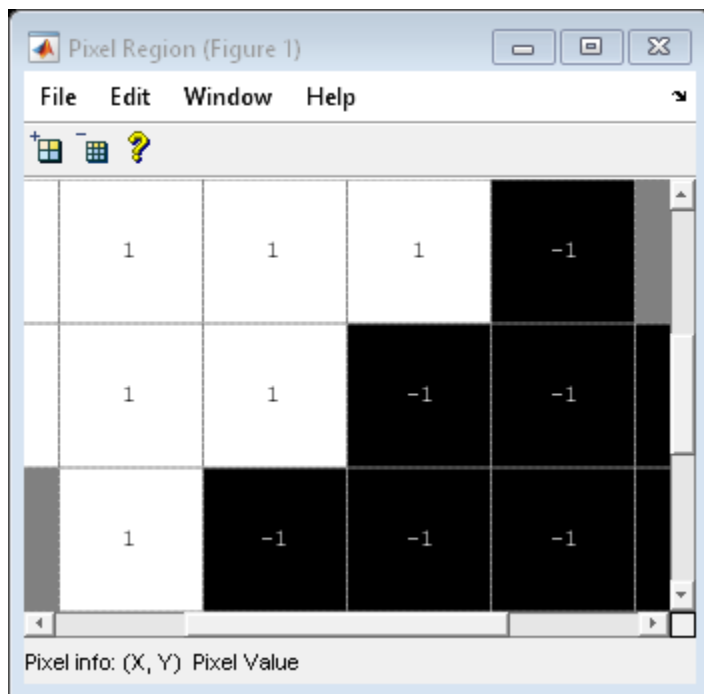 Pixel Region (Figure 1)
File Edit Window Help
1 1 1 -1
1 1 -1 -1
1 -1 -1 -1
Pixel info: (X, Y) Pixel Value